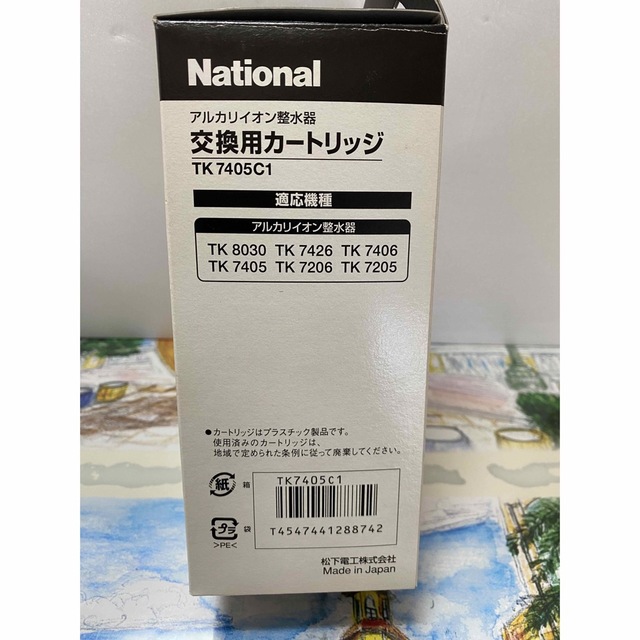 National
アルカリイオン整水器
交換用カートリッジ
TK 7405C1
適応機種
アルカリイオン整水器
TK 8030 TK 7426 TK 7406
TK 7405 TK 7206 TK 7205
●カートリッジはプラスチック製品です。
使用済みのカートリッジは、
地域で定められた条例に従って廃棄してください。
紙 箱
TK7405C1
プラ 袋
>PE<
T4547441288742
松下電工株式会社
Made in Japan